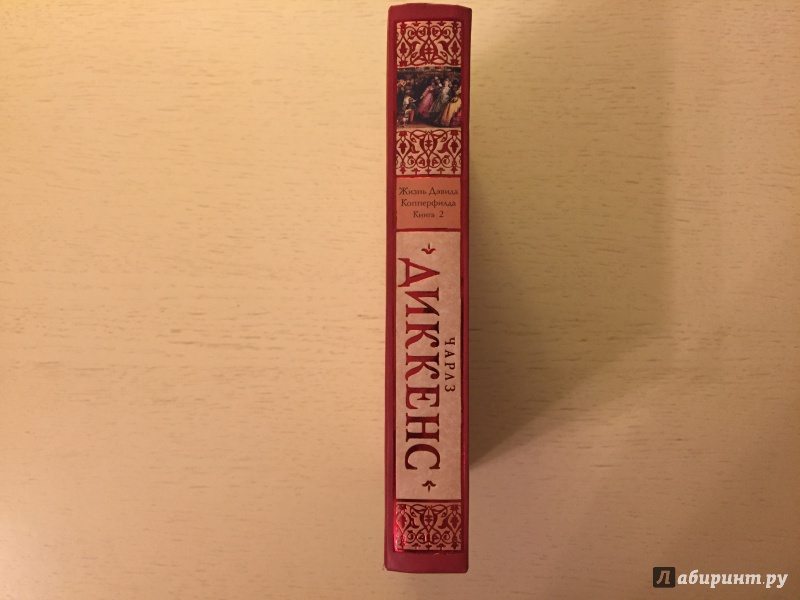 Жизнь Дэвида
Копперфилда
Книга 2
ЧАРЛЗ
ДИККЕНС
Лабиринт.ру